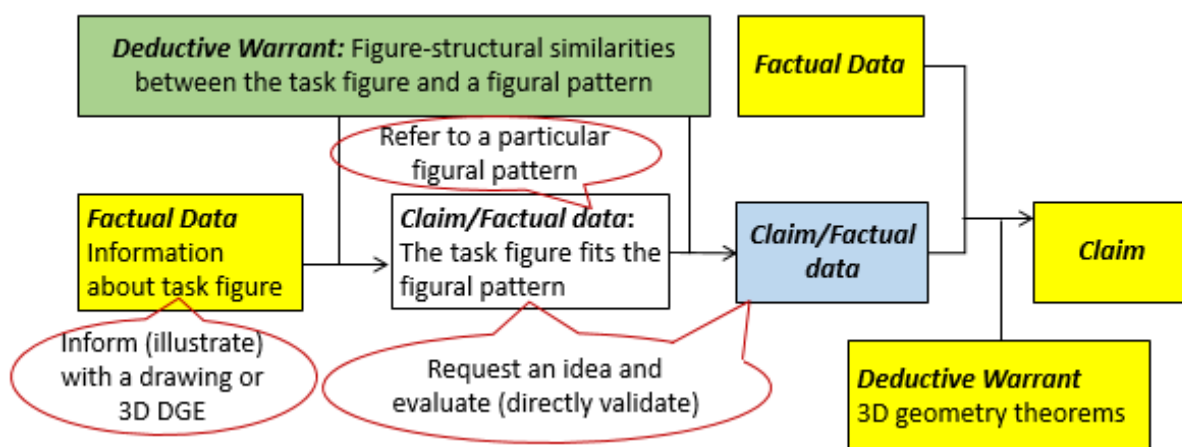 Deductive Warrant: Figure-structural similarities
between the task figure and a figural pattern
Factual Data
Refer to a particular
figural pattern
Factual Data
Information
about task figure
Claim/Factual data:
The task figure fits the
figural pattern
Claim/Factual
data
Claim
Inform (illustrate)
with a drawing or
3D DGE
Request an idea and
evaluate (directly validate)
Deductive Warrant
3D geometry theorems